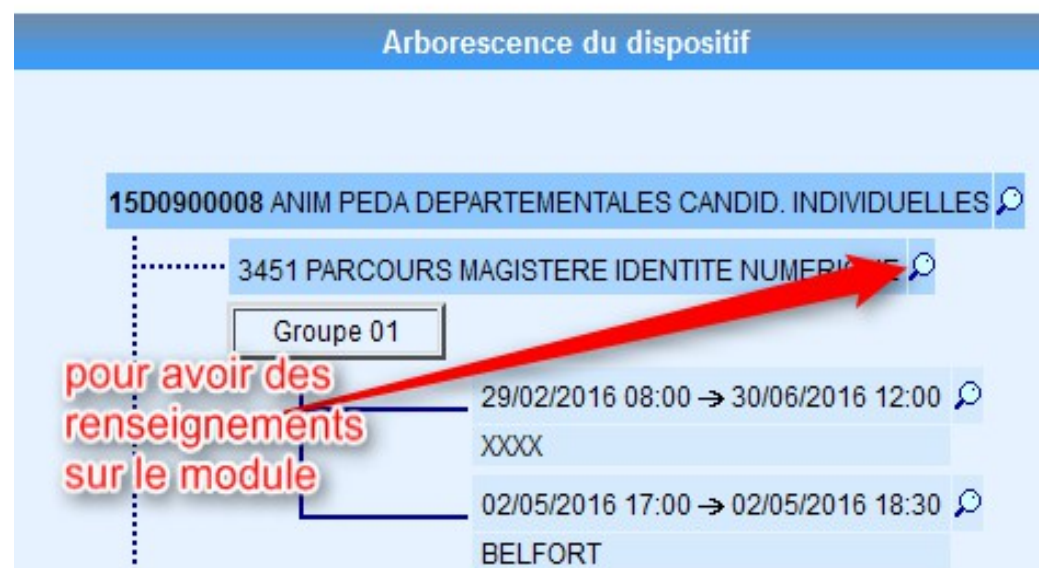 Arborescence du dispositif
15D0900008 ANIM PEDA DEPARTEMENTALES CANDID. INDIVIDUELLES
3451 PARCOURS MAGISTERE IDENTITE
Groupe 01
pour avoir des
renseignements
sur le module
29/02/2016 08:00 → 30/06/2016 12:00
XXXX
02/05/2016 17:00 → 02/05/2016 18:30
BELFORT